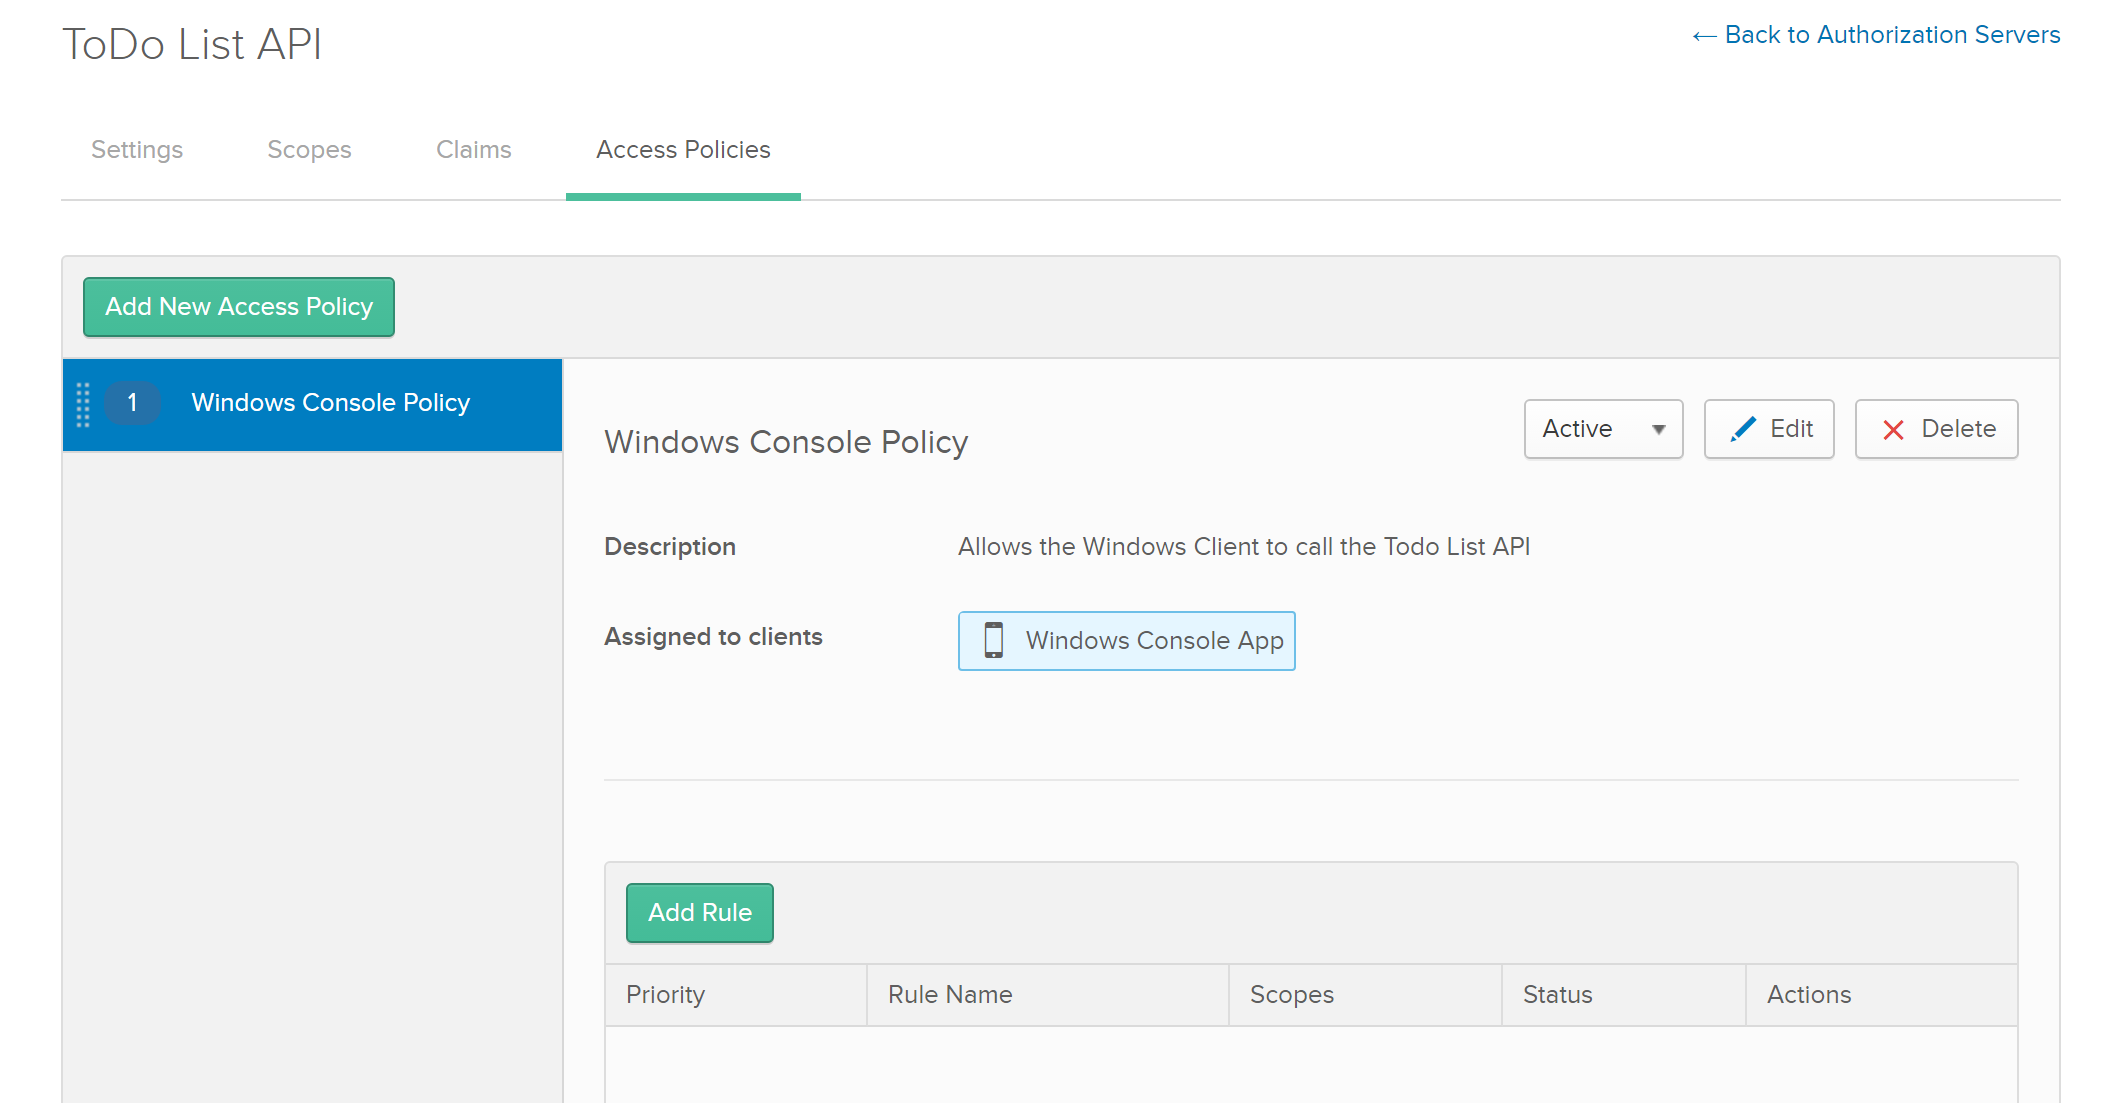 ToDo List API
← Back to Authorization Servers
Settings Scopes Claims Access Policies
Add New Access Policy
1 Windows Console Policy
Windows Console Policy
Active Edit Delete
Description Allows the Windows Client to call the Todo List API
Assigned to clients Windows Console App
Add Rule
Priority Rule Name Scopes Status Actions